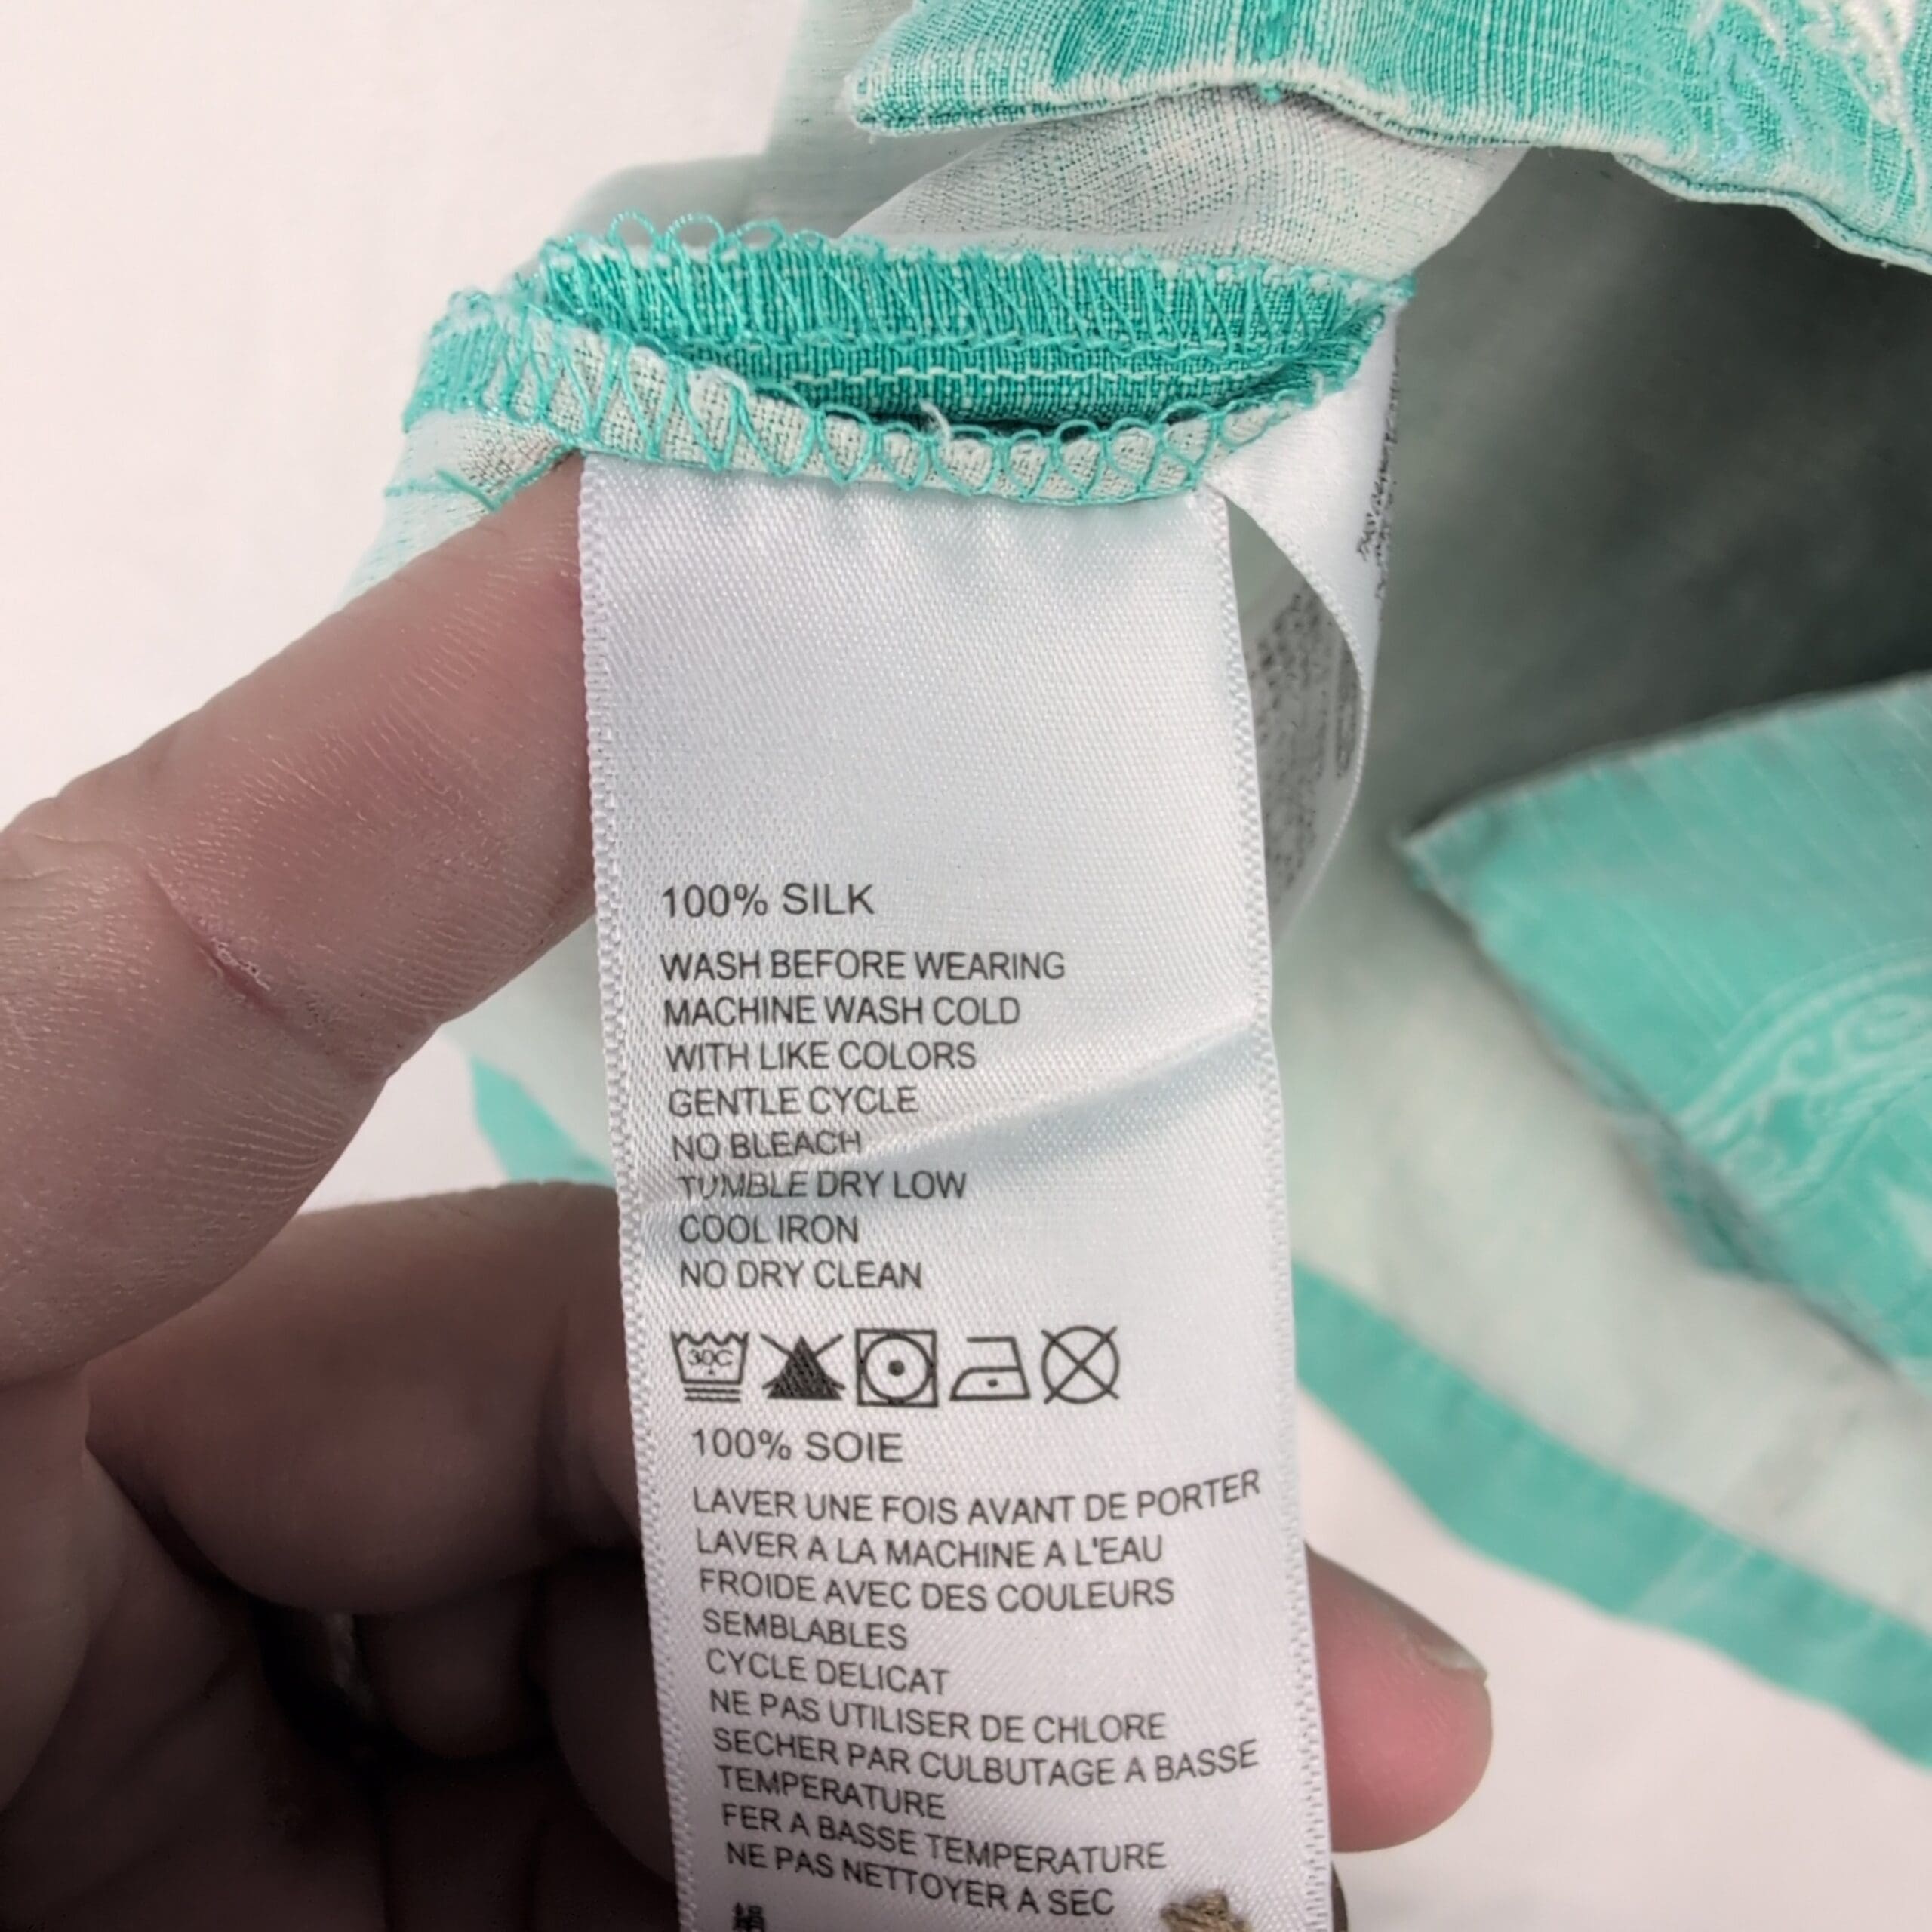 100% SILK
WASH BEFORE WEARING
MACHINE WASH COLD
WITH LIKE COLORS
GENTLE CYCLE
NO BLEACH
TUMBLE DRY LOW
COOL IRON
NO DRY CLEAN
30C
100% SOIE
LAVER UNE FOIS AVANT DE PORTER
LAVER A LA MACHINE A L'EAU
FROIDE AVEC DES COULEURS
SEMBLABLES
CYCLE DELICAT
NE PAS UTILISER DE CHLORE
SECHER PAR CULBUTAGE A BASSE
TEMPERATURE
FER A BASSE TEMPERATURE
NE PAS NETTOYER A SEC